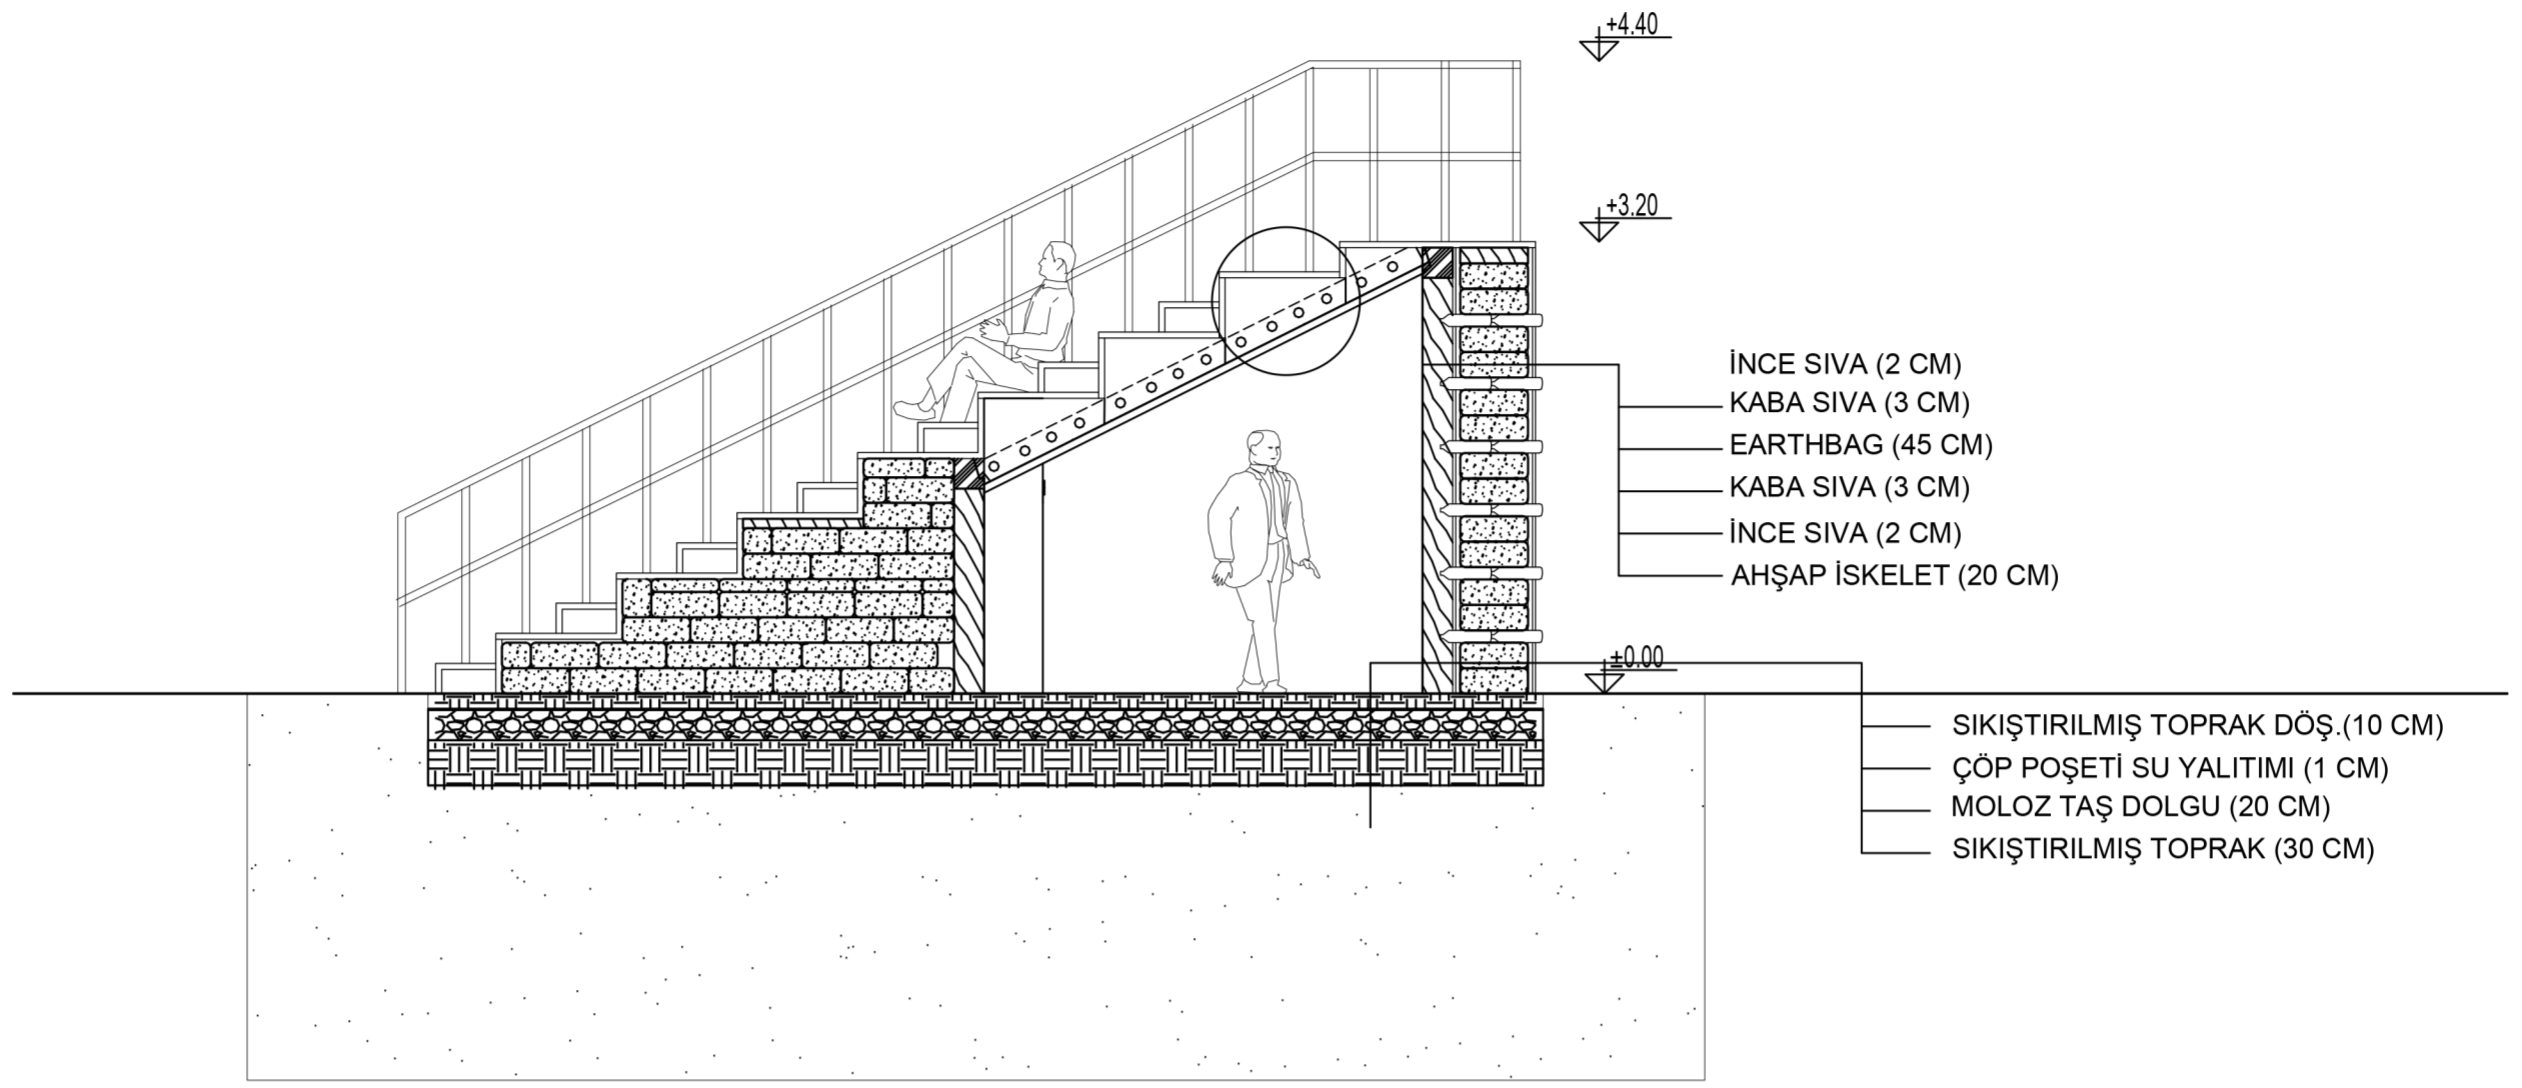 +4.40
+3.20
İNCE SIVA (2 CM)
KABA SIVA (3 CM)
EARTHBAG (45 CM)
KABA SIVA (3 CM)
İNCE SIVA (2 CM)
AHŞAP İSKELET (20 CM)
±0.00
SIKIŞTIRILMIŞ TOPRAK DÖŞ.(10 CM)
ÇÖP POŞETİ SU YALITIMI (1 CM)
MOLOZ TAŞ DOLGU (20 CM)
SIKIŞTIRILMIŞ TOPRAK (30 CM)